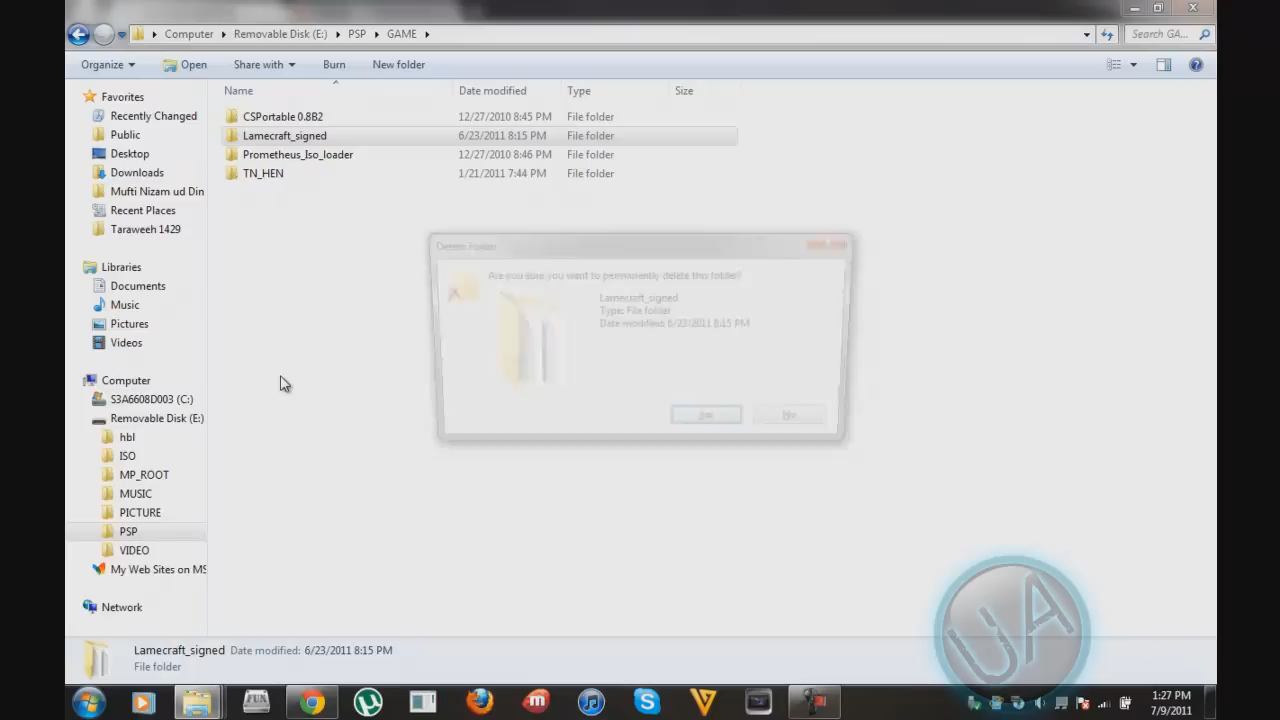 Computer Removable Disk (E:) PSP GAME Search GA...
Organize Open Share with Burn New folder
Name Date modified Type Size
CSPortable 0.8B2 12/27/2010 8:45 PM File folder
Lamecraft_signed 6/23/2011 8:15 PM File folder
Prometheus_Iso_loader 12/27/2010 8:46 PM File folder
TN_HEN 1/21/2011 7:44 PM File folder
Favorites
Recently Changed
Public
Desktop
Downloads
Mufti Nizam ud Din
Recent Places
Taraweeh 1429
Libraries
Documents
Music
Pictures
Videos
Computer
S3A6608D003 (C:)
Removable Disk (E:)
hbl
ISO
MP_ROOT
MUSIC
PICTURE
PSP
VIDEO
My Web Sites on MS
Network
Delete Folder
Are you sure you want to permanently delete this folder?
Lamecraft_signed
Type: File folder
Date modified: 6/23/2011 8:15 PM
Yes No
Lamecraft_signed Date modified: 6/23/2011 8:15 PM
File folder
UA
FUX
1:27 PM
7/9/2011